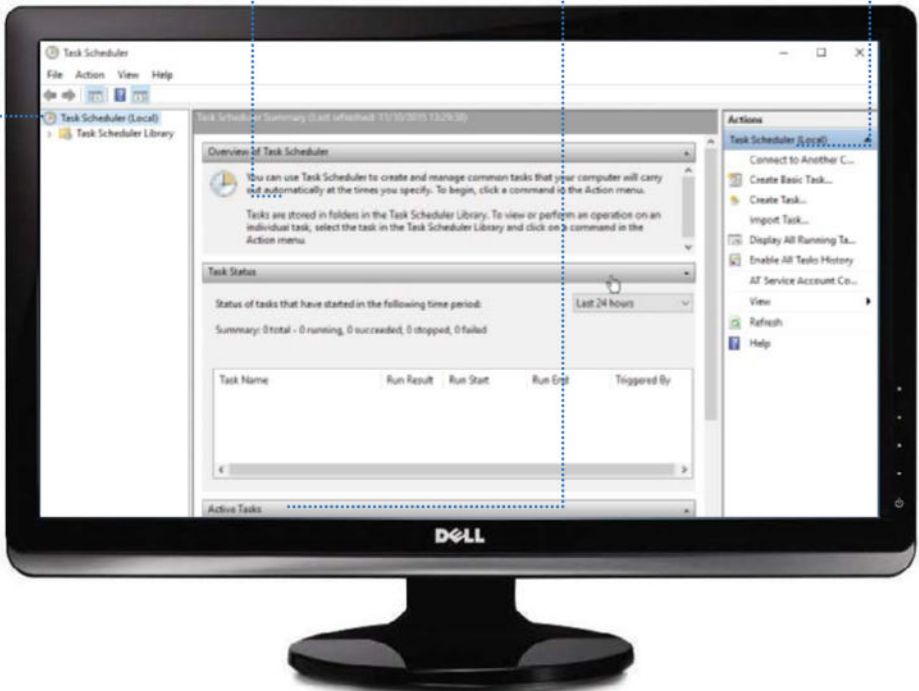 Task Scheduler
File Action View Help
Task Scheduler (Local)
Task Scheduler Library
Task Scheduler Summary (Last refreshed: 11/10/2015 13:29:38)
Overview of Task Scheduler
You can use Task Scheduler to create and manage common tasks that your computer will carry
out automatically at the times you specify. To begin, click a command in the Action menu.
Tasks are stored in folders in the Task Scheduler Library. To view or perform an operation on an
individual task, select the task in the Task Scheduler Library and click on a command in the
Action menu.
Task Status
Status of tasks that have started in the following time period:
Last 24 hours
Summary: 0 total - 0 running, 0 succeeded, 0 stopped, 0 failed
Task Name Run Result Run Start Run End Triggered By
Active Tasks
Actions
Task Scheduler (Local)
Connect to Another C...
Create Basic Task...
Create Task...
Import Task...
Display All Running Ta...
Enable All Tasks History
AT Service Account Co...
View
Refresh
Help
DELL